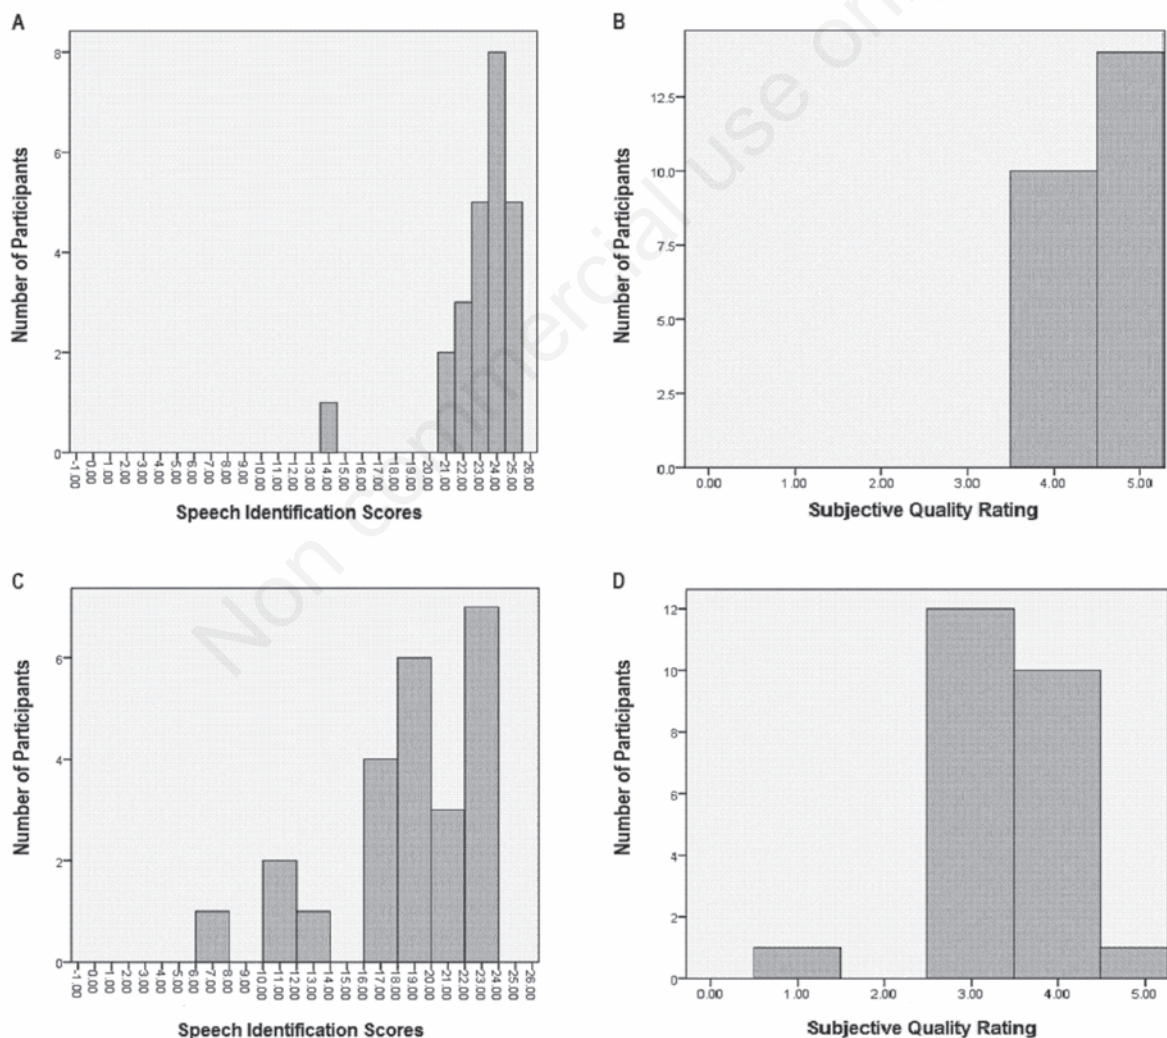 A
Number of Participants
8
6
4
2
0
-1.00 0.00 1.00 2.00 3.00 4.00 5.00 6.00 7.00 8.00 9.00 10.00 11.00 12.00 13.00 14.00 15.00 16.00 17.00 18.00 19.00 20.00 21.00 22.00 23.00 24.00 25.00 26.00
Speech Identification Scores
B
Number of Participants
12.5
10.0
7.5
5.0
2.5
0.0
0.00 1.00 2.00 3.00 4.00 5.00
Subjective Quality Rating
C
Number of Participants
6
4
2
0
-1.00 0.00 1.00 2.00 3.00 4.00 5.00 6.00 7.00 8.00 9.00 10.00 11.00 12.00 13.00 14.00 15.00 16.00 17.00 18.00 19.00 20.00 21.00 22.00 23.00 24.00 25.00 26.00
Speech Identification Scores
D
Number of Participants
12
10
8
6
4
2
0
0.00 1.00 2.00 3.00 4.00 5.00
Subjective Quality Rating
Non commercial use